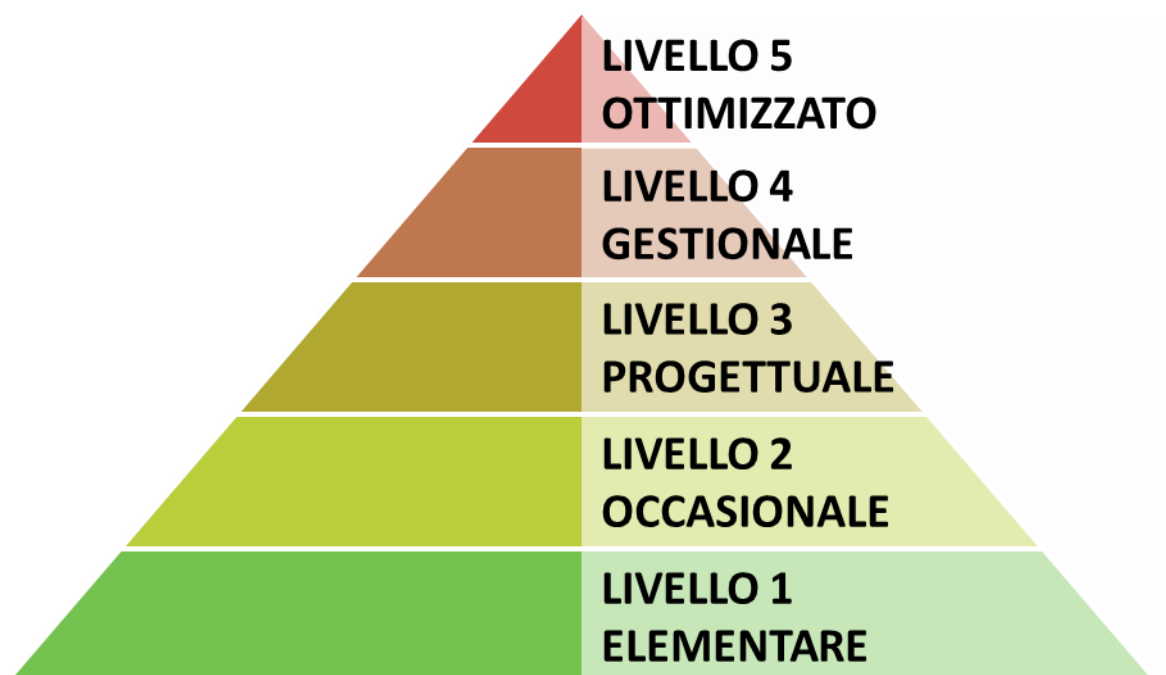 LIVELLO 5
OTTIMIZZATO
LIVELLO 4
GESTIONALE
LIVELLO 3
PROGETTUALE
LIVELLO 2
OCCASIONALE
LIVELLO 1
ELEMENTARE